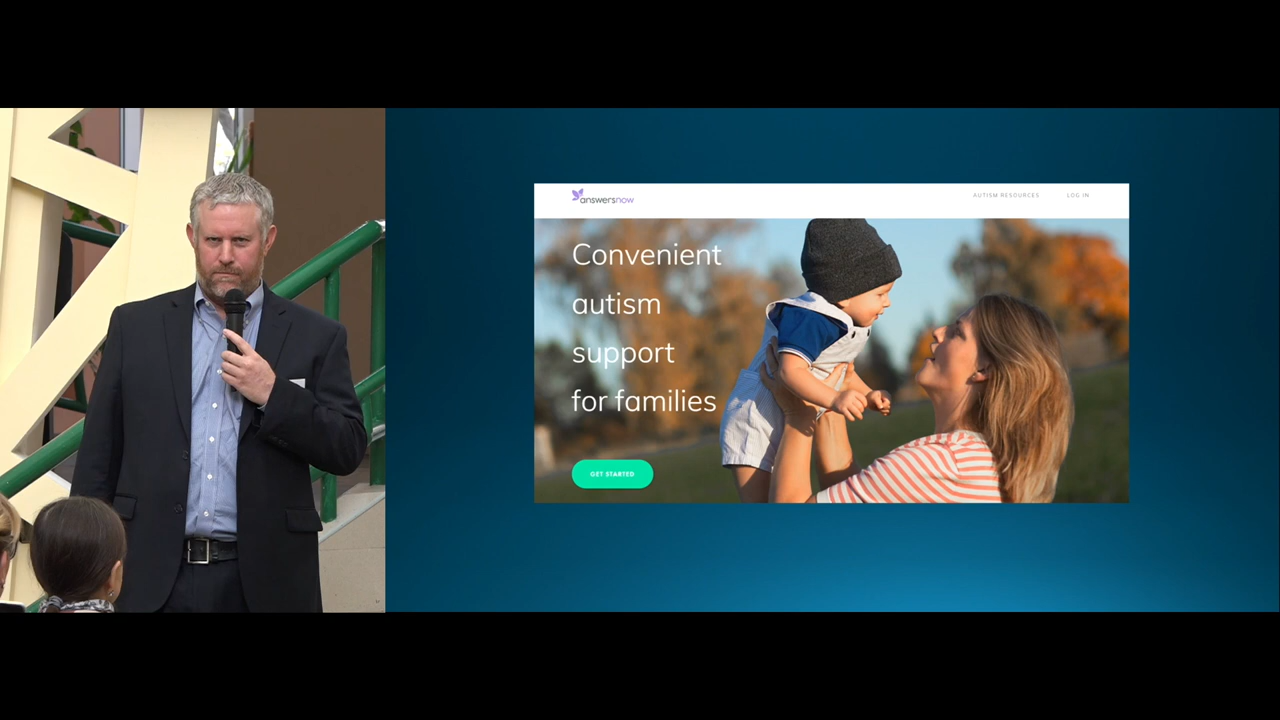 answersnow
AUTISM RESOURCES
LOG IN
Convenient
autism
support
for families
GET STARTED